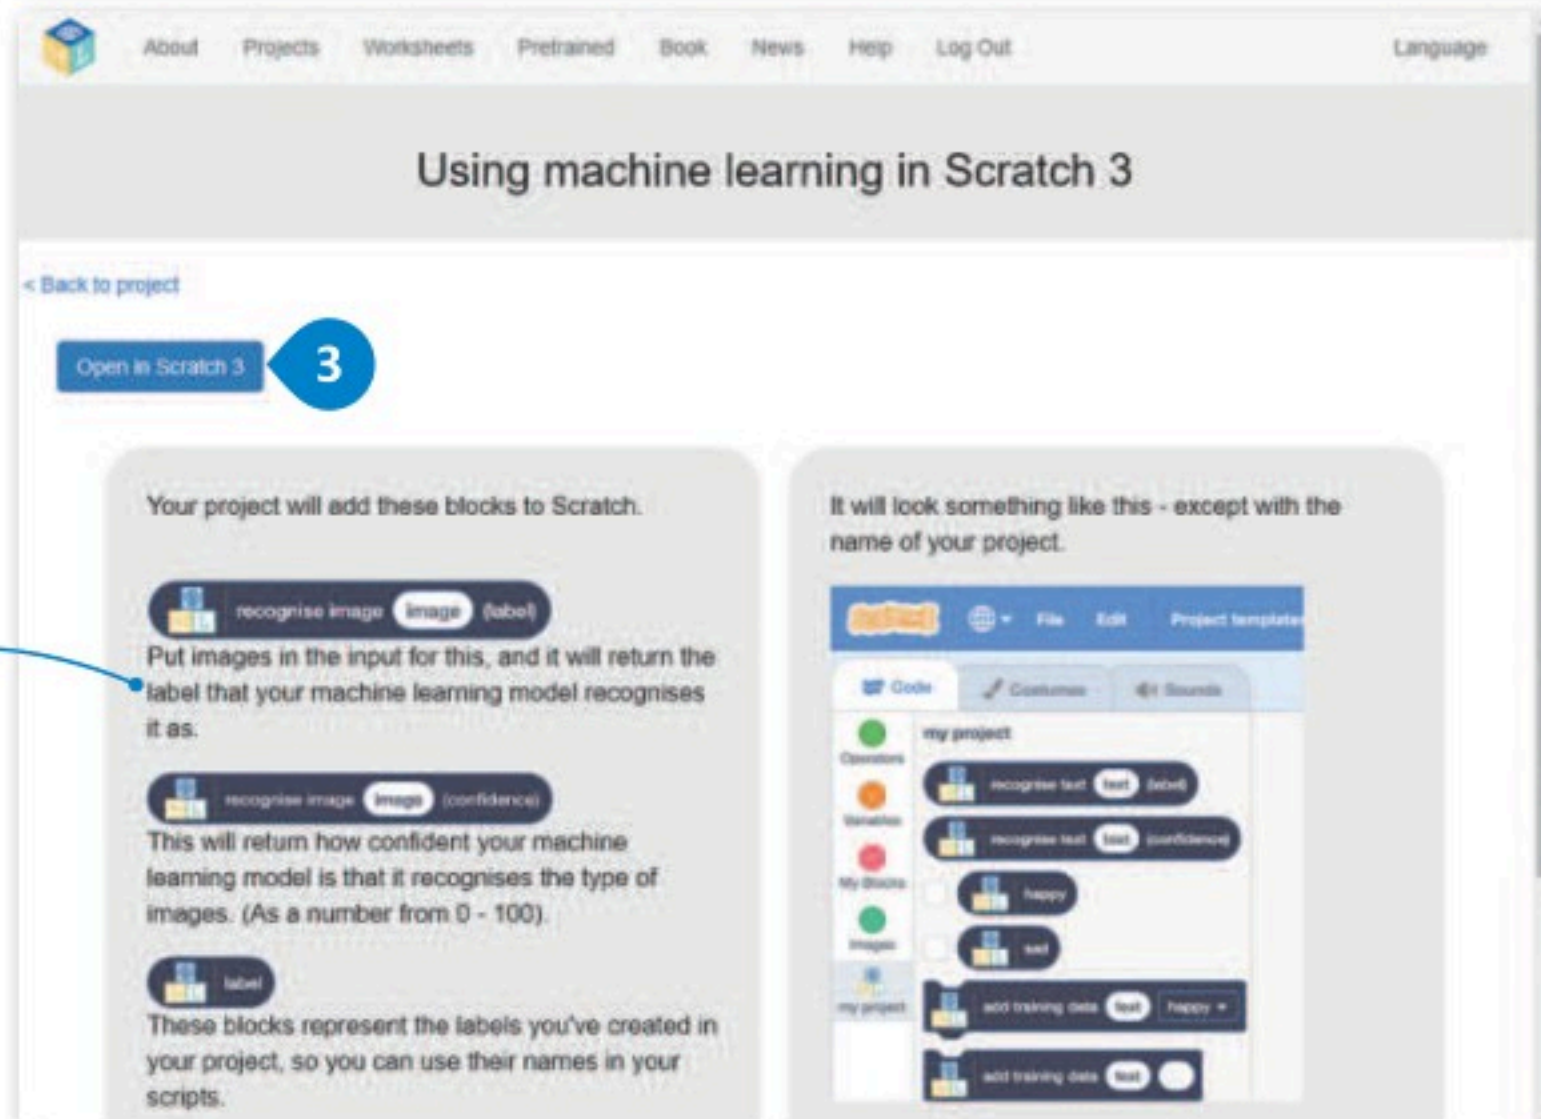 About Projects Worksheets Pretrained Book News Help Log Out Language
Using machine learning in Scratch 3
< Back to project
Open in Scratch 3
3
Your project will add these blocks to Scratch.
recognise image image (label)
Put images in the input for this, and it will return the
label that your machine learning model recognises
it as.
recognise image image (confidence)
This will return how confident your machine
learning model is that it recognises the type of
images. (As a number from 0 - 100).
label
These blocks represent the labels you've created in
your project, so you can use their names in your
scripts.
It will look something like this - except with the
name of your project.
File Edit Project templates
Code Costumes Sounds
my project
Operators
recognise text text (label)
Variables
recognise text text (confidence)
My Blocks
happy
Images
sad
my project
add training data text happy
add training data text